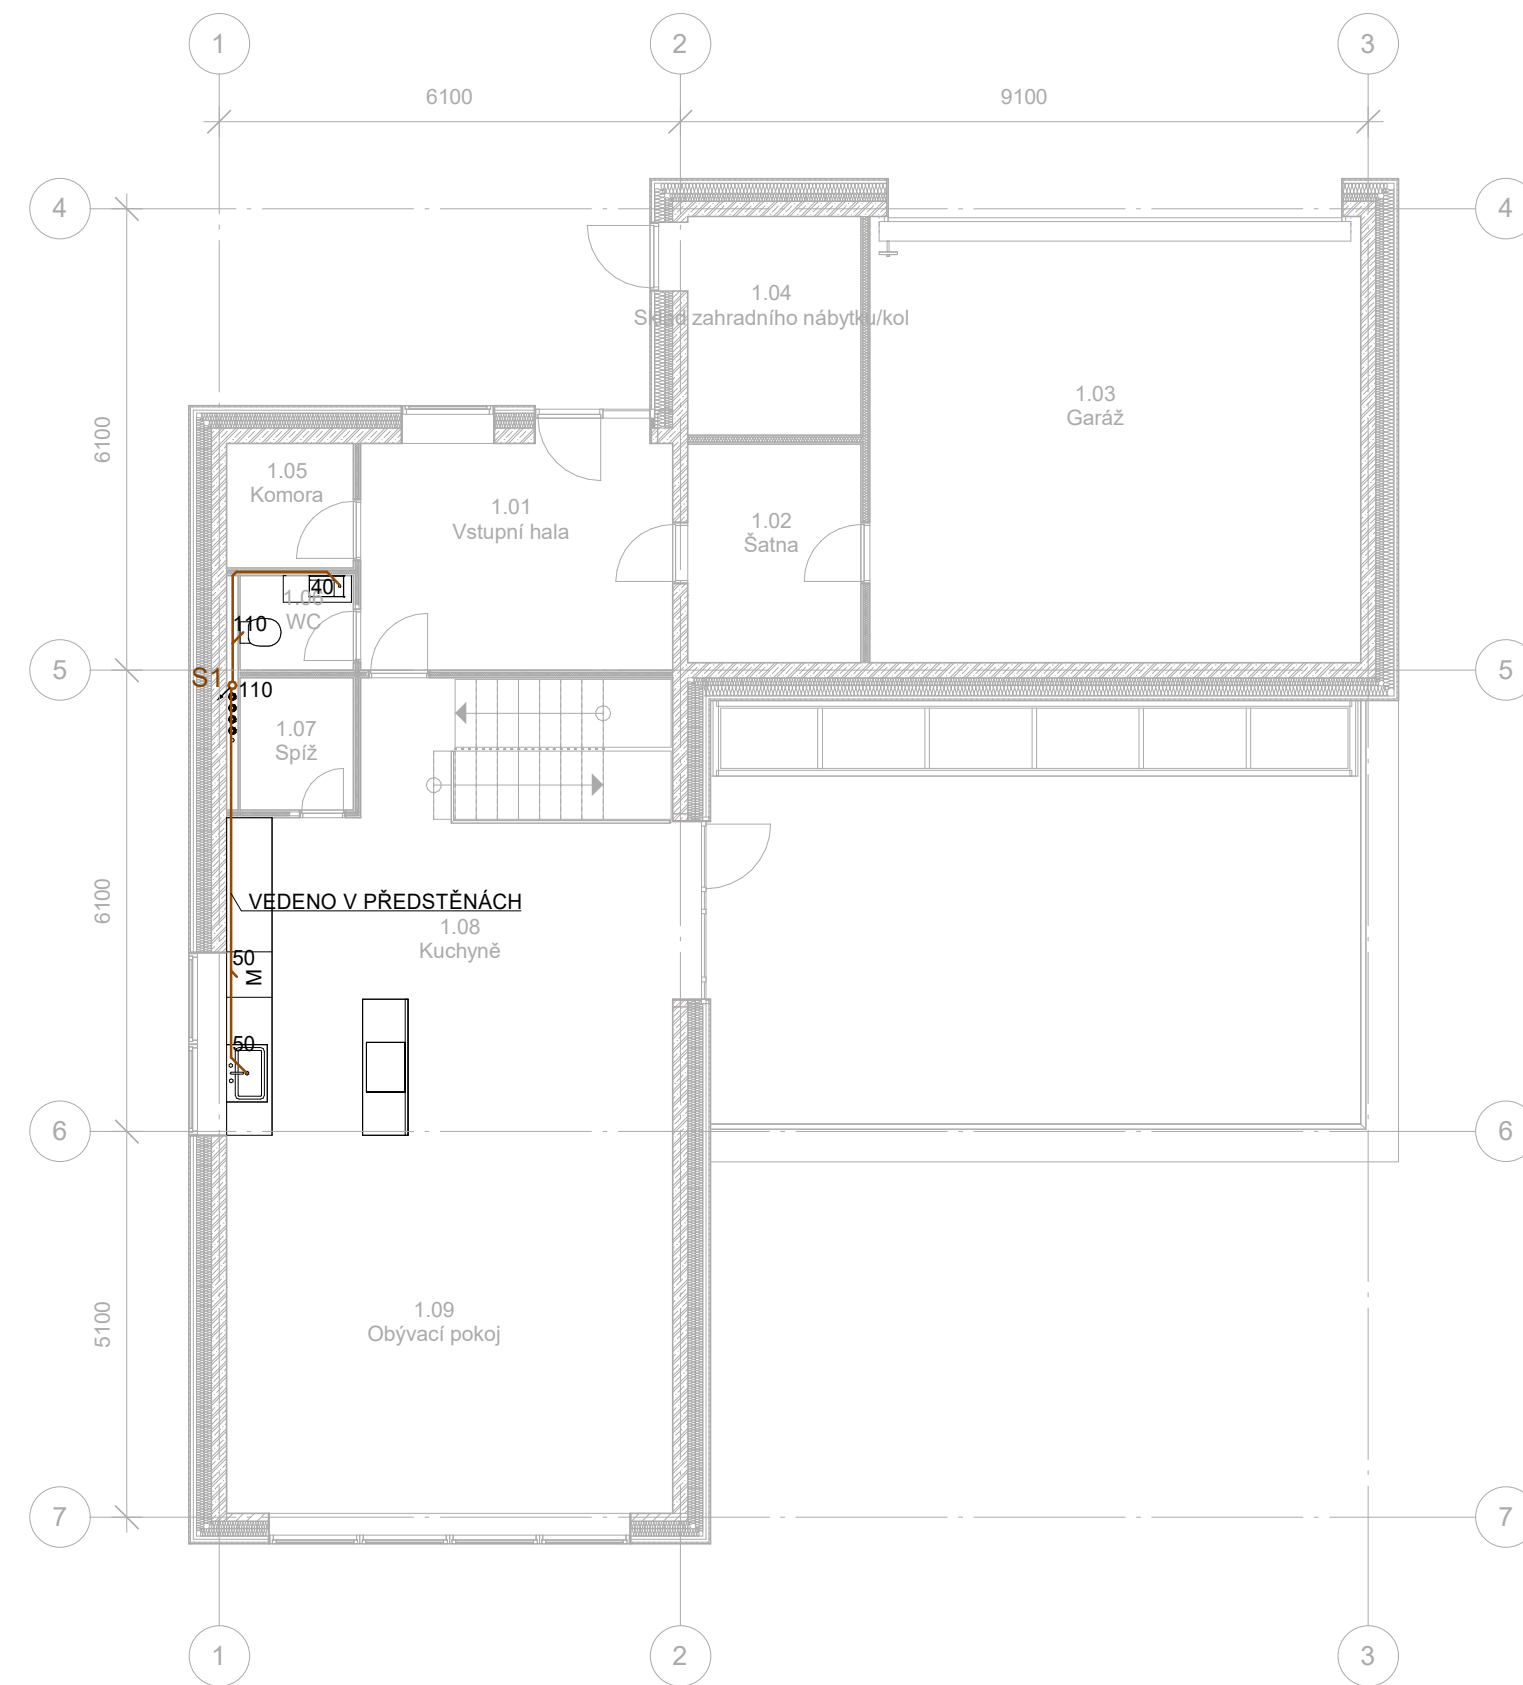 1
2
3
6100
9100
4
4
1.04
Sklad zahradního nábytku/kol
1.03
Garáž
6100
1.05
Komora
1.01
Vstupní hala
1.02
Šatna
40
1.06
WC
110
5
5
S1
110
1.07
Spíž
6100
VEDENO V PŘEDSTĚNÁCH
1.08
Kuchyně
50
M
50
6
6
5100
1.09
Obývací pokoj
7
7
1
2
3